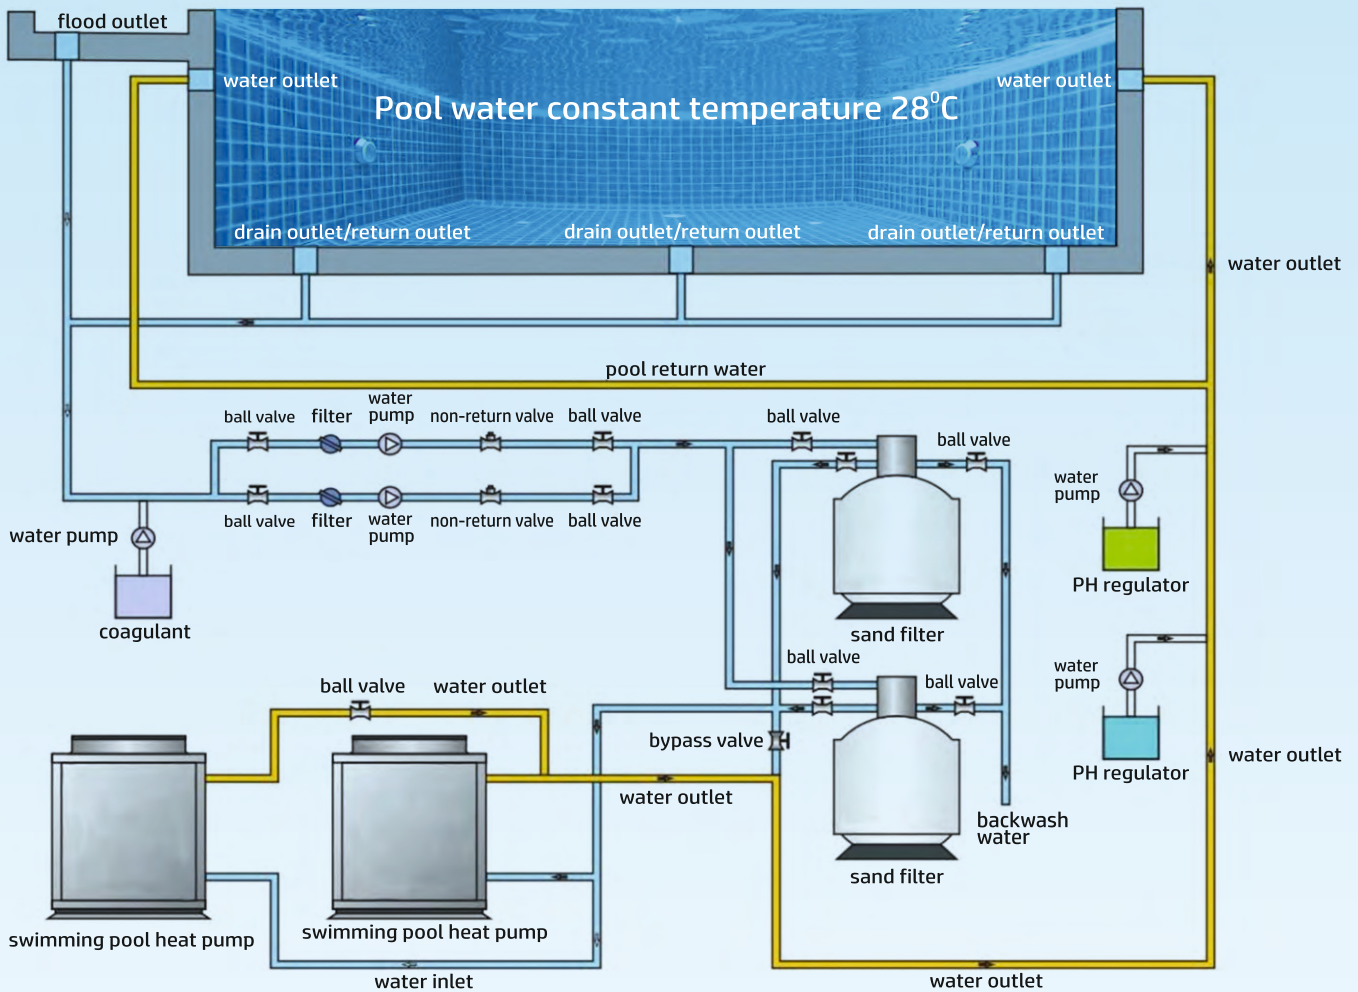 flood outlet
water outlet
water outlet
Pool water constant temperature 28⁰C
drain outlet/return outlet
drain outlet/return outlet
drain outlet/return outlet
water outlet
pool return water
ball valve
filter
water
pump
non-return valve
ball valve
ball valve
ball valve
ball valve
filter
water
pump
non-return valve
ball valve
water pump
coagulant
water
pump
PH regulator
sand filter
ball valve
ball valve
water
pump
PH regulator
water outlet
ball valve
water outlet
bypass valve
water outlet
backwash
water
sand filter
swimming pool heat pump
swimming pool heat pump
water inlet
water outlet